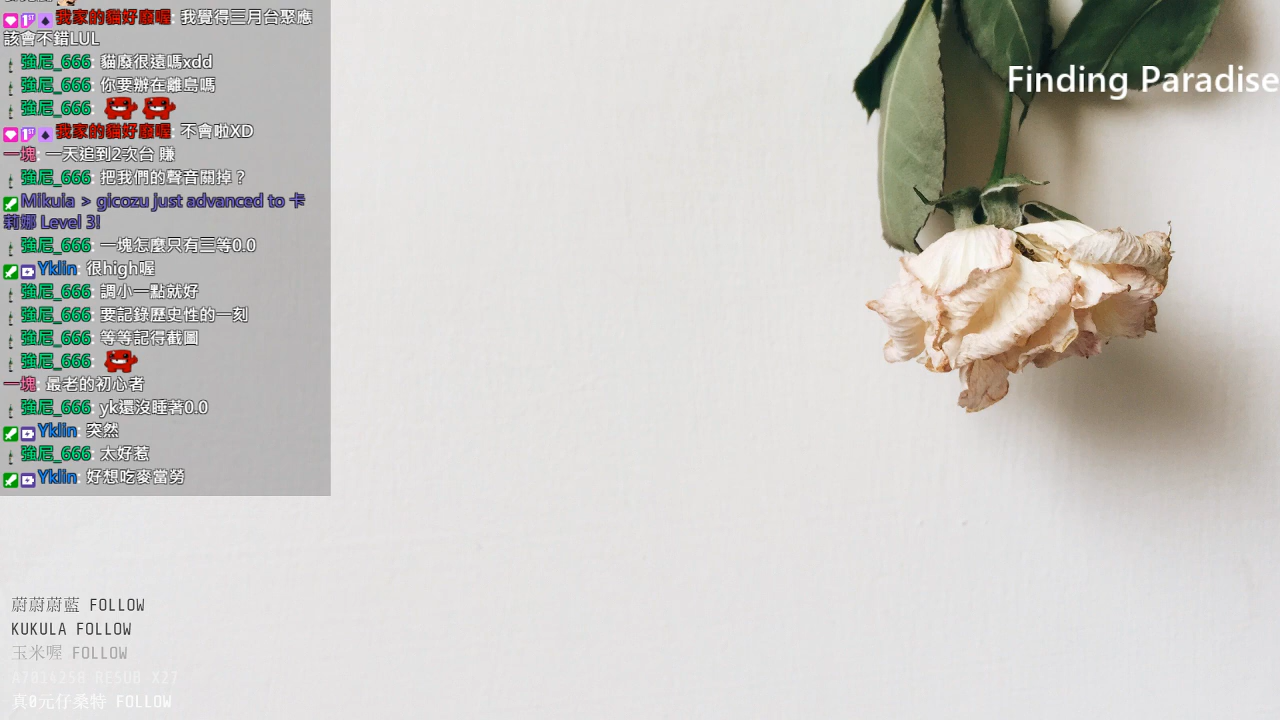 我家的貓好廢喔: 我覺得三月台聚應
該會不錯LUL
強尼_666: 貓廢很遠嗎xdd
強尼_666: 你要辦在離島嗎
強尼_666:
我家的貓好廢喔: 不會啦XD
一塊: 一天追到2次台 賺
強尼_666: 把我們的聲音關掉?
Mikula > gicozu just advanced to 卡
莉娜 Level 3!
強尼_666: 一塊怎麼只有三等0.0
Yklin: 很high喔
強尼_666: 調小一點就好
強尼_666: 要記錄歷史性的一刻
強尼_666: 等等記得截圖
強尼_666:
一塊: 最老的初心者
強尼_666: yk還沒睡著0.0
Yklin: 突然
強尼_666: 太好惹
Yklin: 好想吃麥當勞
Finding Paradise
蔚蔚蔚藍 FOLLOW
KUKULA FOLLOW
玉米喔 FOLLOW
RESUB X27
真0元仔桑特 FOLLOW